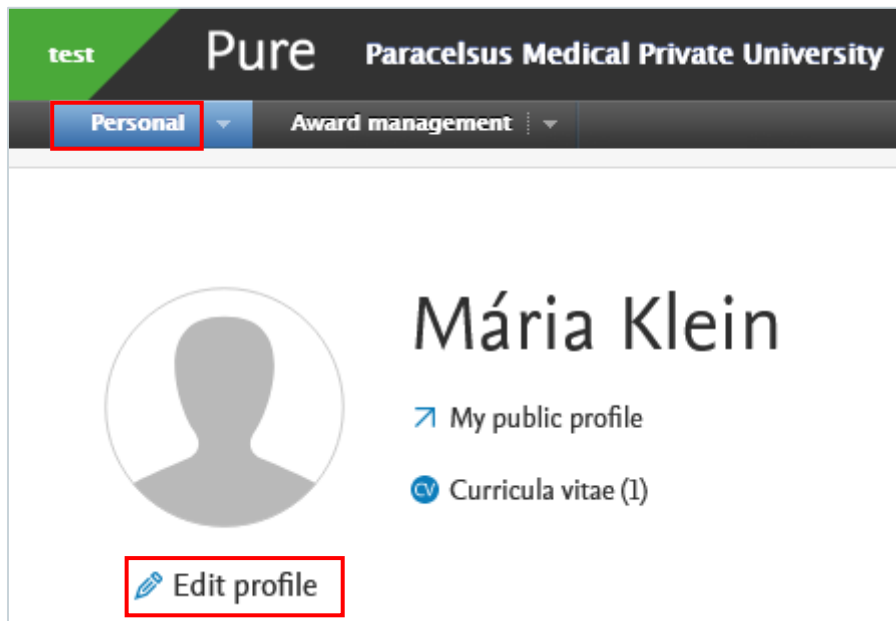 test Pure Paracelsus Medical Private University
Personal Award management
Mária Klein
My public profile
CV Curricula vitae (1)
Edit profile